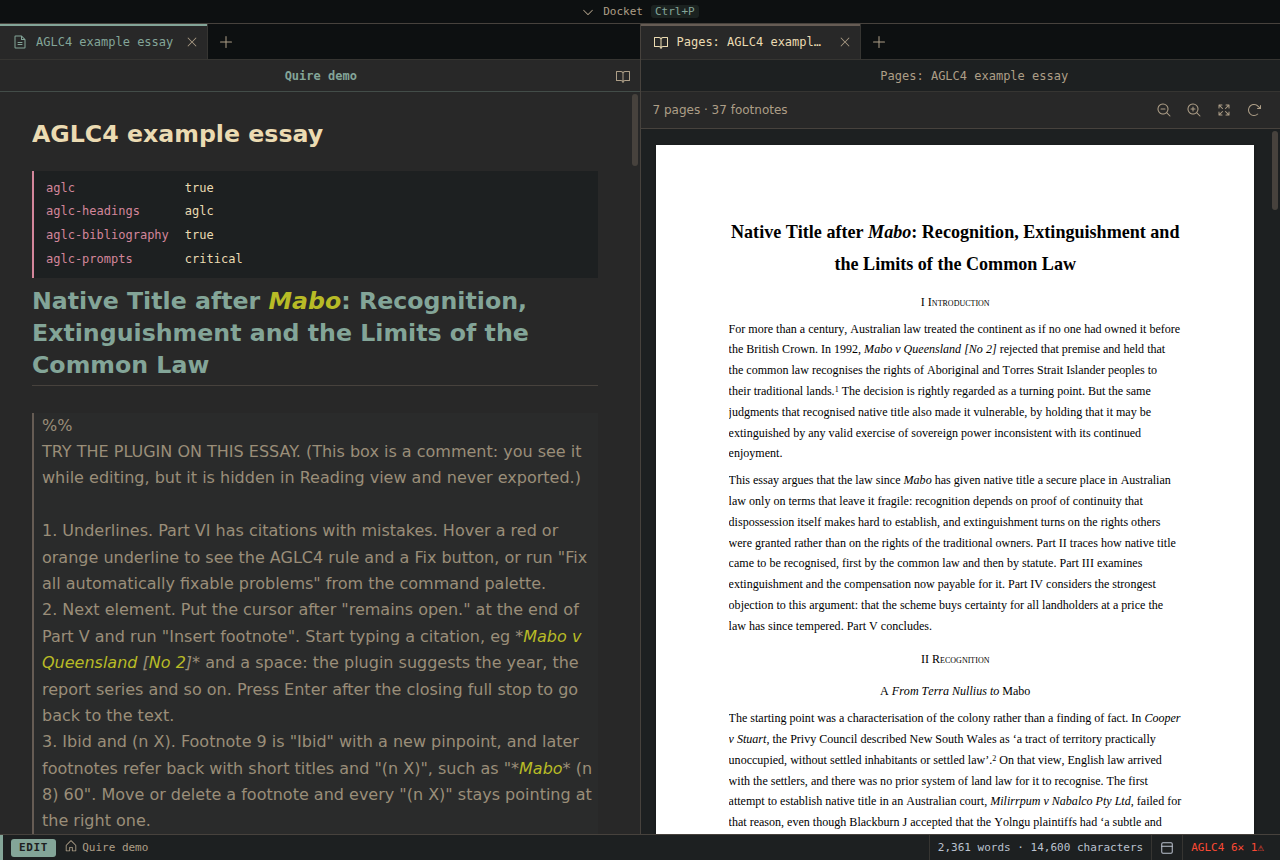 Docket Ctrl+P
AGLC4 example essay
Pages: AGLC4 exampl…
Quire demo
Pages: AGLC4 example essay
AGLC4 example essay
aglc true
aglc-headings aglc
aglc-bibliography true
aglc-prompts critical
Native Title after Mabo: Recognition,
Extinguishment and the Limits of the
Common Law
%%
TRY THE PLUGIN ON THIS ESSAY. (This box is a comment: you see it
while editing, but it is hidden in Reading view and never exported.)
1. Underlines. Part VI has citations with mistakes. Hover a red or
orange underline to see the AGLC4 rule and a Fix button, or run "Fix
all automatically fixable problems" from the command palette.
2. Next element. Put the cursor after "remains open." at the end of
Part V and run "Insert footnote". Start typing a citation, eg *Mabo v
Queensland [No 2]* and a space: the plugin suggests the year, the
report series and so on. Press Enter after the closing full stop to go
back to the text.
3. Ibid and (n X). Footnote 9 is "Ibid" with a new pinpoint, and later
footnotes refer back with short titles and "(n X)", such as "*Mabo* (n
8) 60". Move or delete a footnote and every "(n X)" stays pointing at
the right one.
7 pages · 37 footnotes
Native Title after Mabo: Recognition, Extinguishment and
the Limits of the Common Law
I Introduction
For more than a century, Australian law treated the continent as if no one had owned it before
the British Crown. In 1992, Mabo v Queensland [No 2] rejected that premise and held that
the common law recognises the rights of Aboriginal and Torres Strait Islander peoples to
their traditional lands.1 The decision is rightly regarded as a turning point. But the same
judgments that recognised native title also made it vulnerable, by holding that it may be
extinguished by any valid exercise of sovereign power inconsistent with its continued
enjoyment.
This essay argues that the law since Mabo has given native title a secure place in Australian
law only on terms that leave it fragile: recognition depends on proof of continuity that
dispossession itself makes hard to establish, and extinguishment turns on the rights others
were granted rather than on the rights of the traditional owners. Part II traces how native title
came to be recognised, first by the common law and then by statute. Part III examines
extinguishment and the compensation now payable for it. Part IV considers the strongest
objection to this argument: that the scheme buys certainty for all landholders at a price the
law has since tempered. Part V concludes.
II Recognition
A From Terra Nullius to Mabo
The starting point was a characterisation of the colony rather than a finding of fact. In Cooper
v Stuart, the Privy Council described New South Wales as ‘a tract of territory practically
unoccupied, without settled inhabitants or settled law’.2 On that view, English law arrived
with the settlers, and there was no prior system of land law for it to recognise. The first
attempt to establish native title in an Australian court, Milirrpum v Nabalco Pty Ltd, failed for
that reason, even though Blackburn J accepted that the Yolngu plaintiffs had ‘a subtle and
EDIT Quire demo
2,361 words · 14,600 characters
AGLC4 6× 1⚠